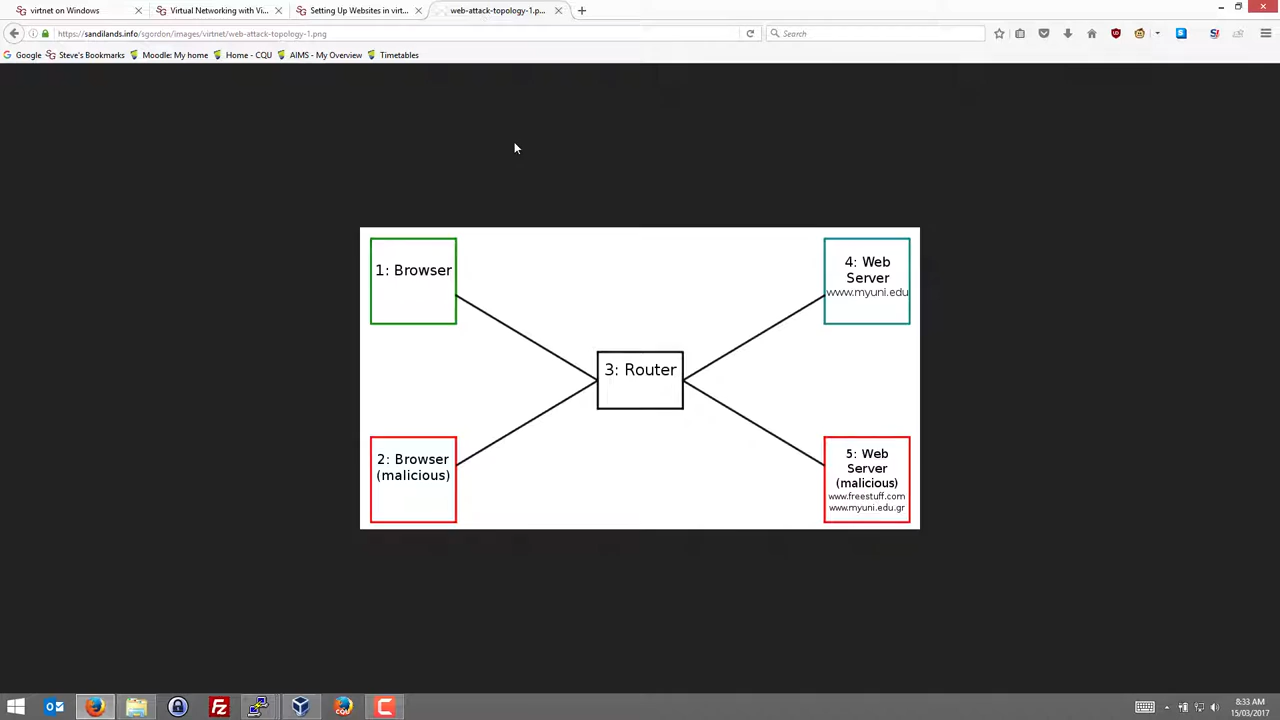 virtnet on Windows
Virtual Networking with Vi...
Setting Up Websites in virt...
web-attack-topology-1.p...
https://sandilands.info/sgordon/images/virtnet/web-attack-topology-1.png
Search
Google
Steve's Bookmarks
Moodle: My home
Home - CQU
AIMS - My Overview
Timetables
1: Browser
4: Web
Server
www.myuni.edu
3: Router
2: Browser
(malicious)
5: Web
Server
(malicious)
www.freestuff.com
www.myuni.edu.gr
8:33 AM
15/03/2017